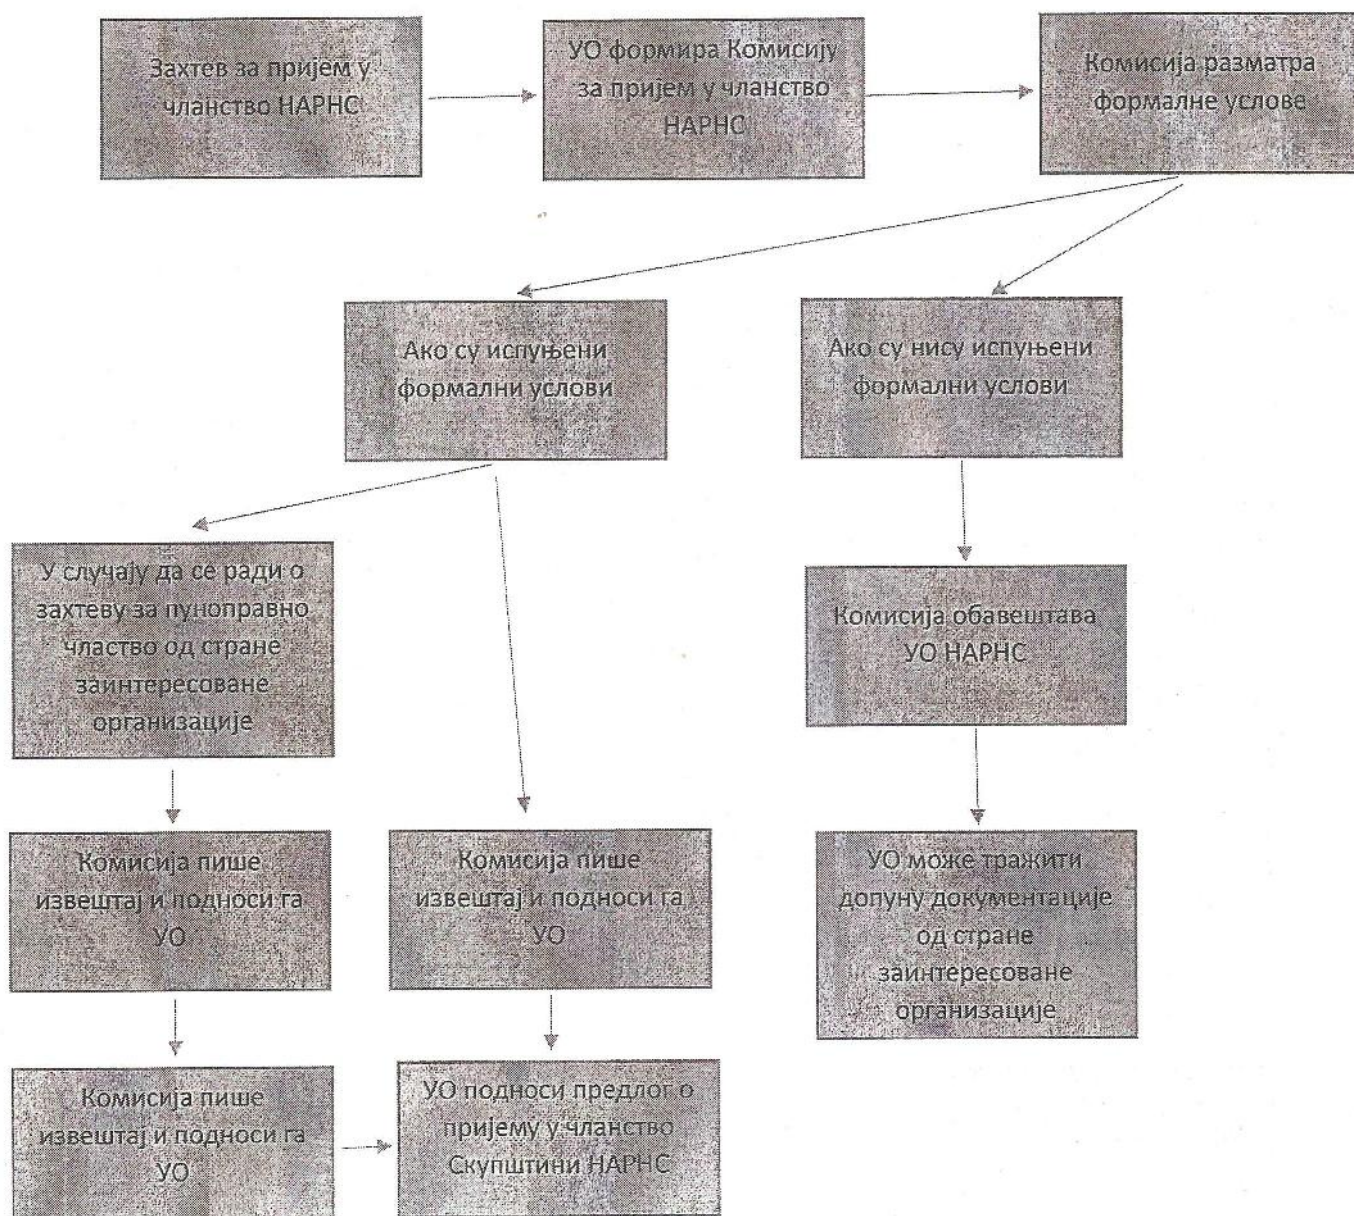 Захтев за пријем у
чланство НАРНС
УО формира Комисију
за пријем у чланство
НАРНС
Комисија разматра
формалне услове
Ако су испуњени
формални услови
Ако су нису испуњени
формални услови
У случају да се ради о
захтеву за пуноправно
чластво од стране
заинтересоване
организације
Комисија обавештава
УО НАРНС
Комисија пише
извештај и подноси га
УО
Комисија пише
извештај и подноси га
УО
УО може тражити
допуну документације
од стране
заинтересоване
организације
Комисија пише
извештај и подноси га
УО
УО подноси предлог о
пријему у чланство
Скупштини НАРНС